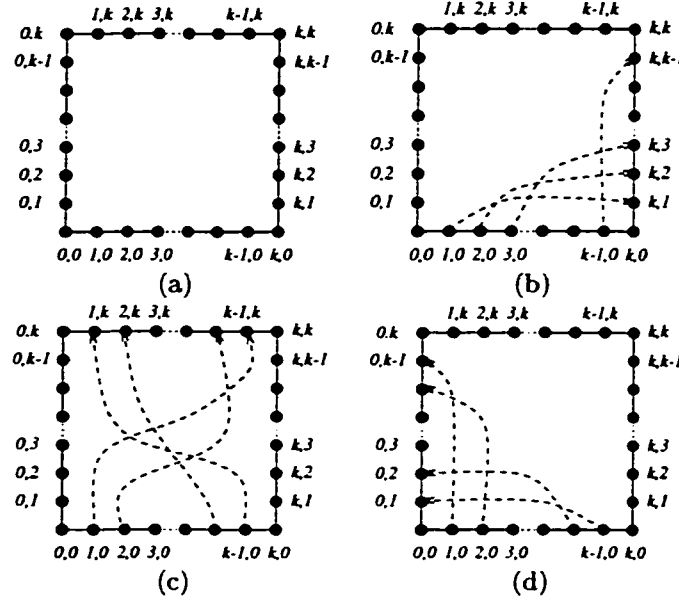 1,k 2,k 3,k k-1,k
0.k k,k
0,k-1 k,k-1
0,3 k,3
0,2 k,2
0,1 k,1
0,0 1,0 2,0 3,0 k-1,0 k,0
(a)
1,k 2,k 3,k k-1,k
0.k k,k
0,k-1 k,k-1
0,3 k,3
0,2 k,2
0,1 k,1
0,0 1,0 2,0 3,0 k-1,0 k,0
(b)
1,k 2,k 3,k k-1,k
0.k k,k
0,k-1 k,k-1
0,3 k,3
0,2 k,2
0,1 k,1
0,0 1,0 2,0 3,0 k-1,0 k,0
(c)
1,k 2,k 3,k k-1,k
0.k k,k
0,k-1 k,k-1
0,3 k,3
0,2 k,2
0,1 k,1
0,0 1,0 2,0 3,0 k-1,0 k,0
(d)